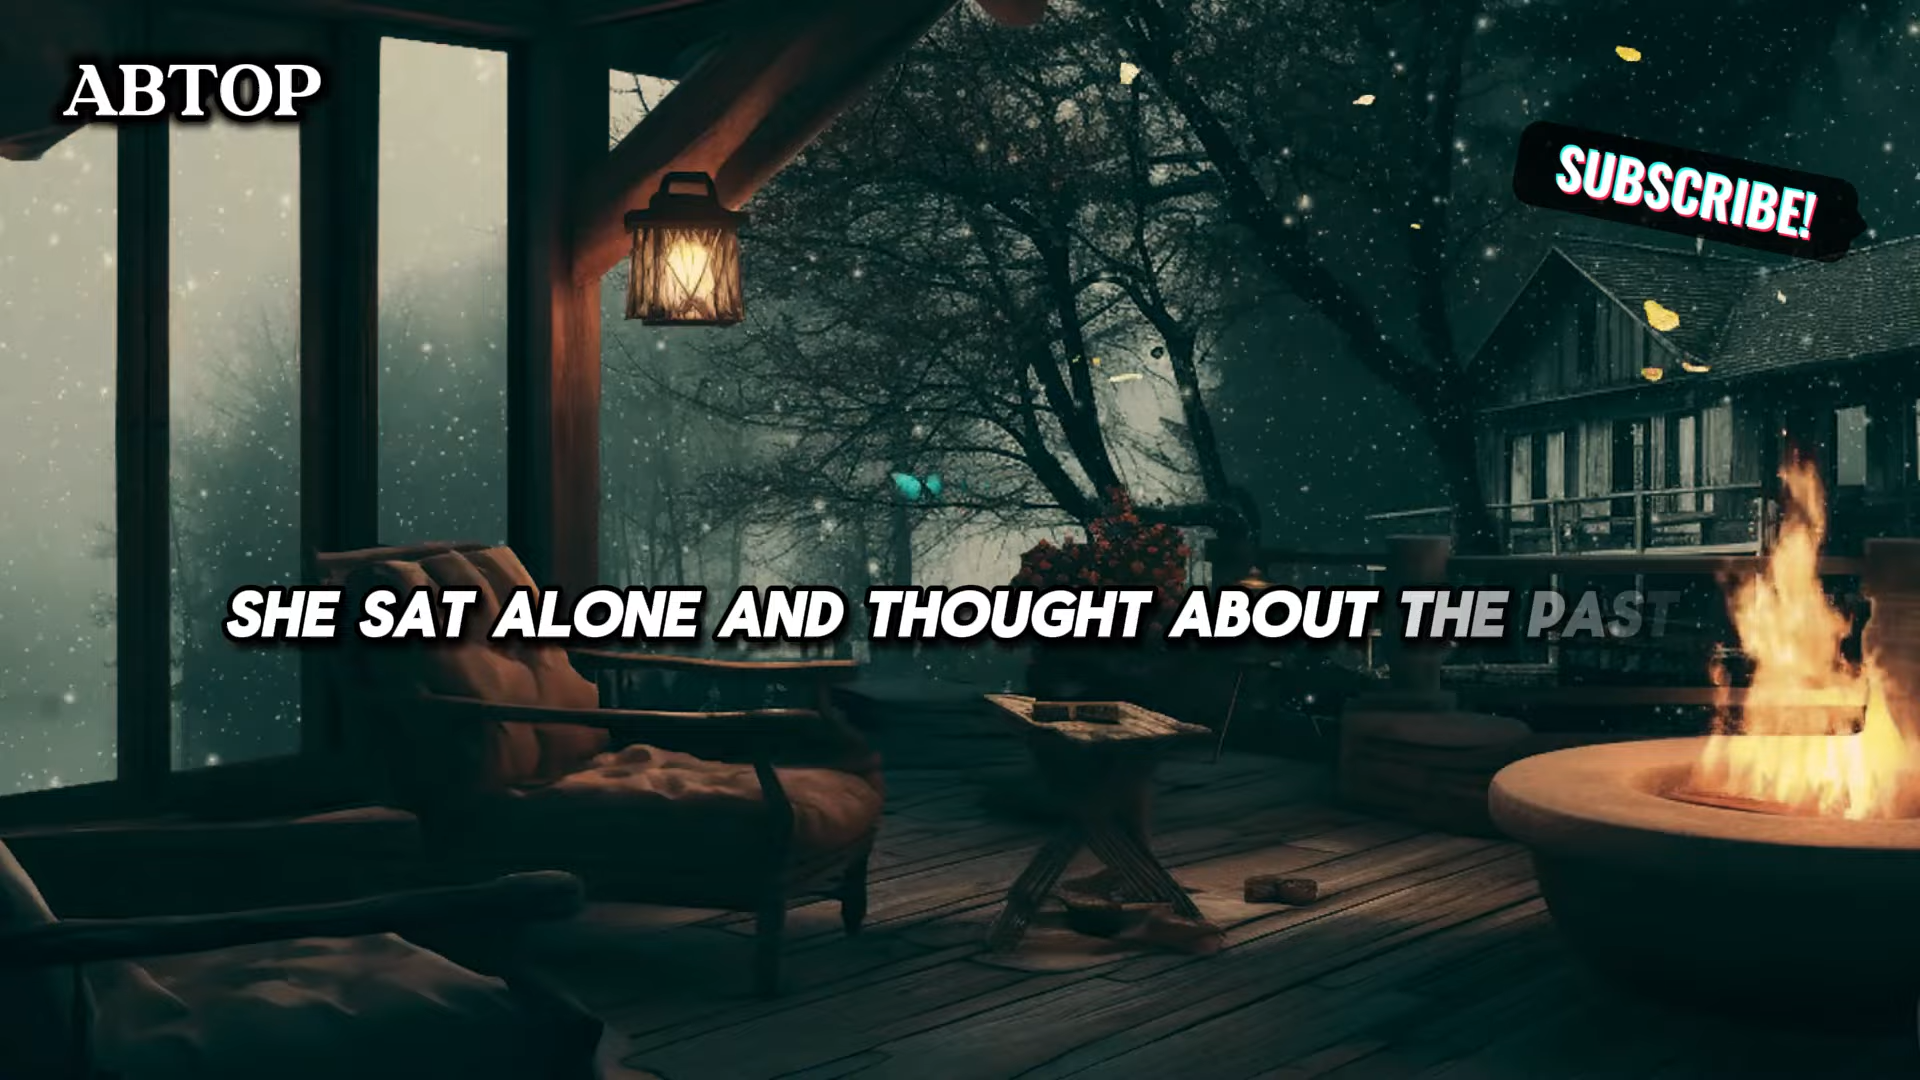 АВТОР
SUBSCRIBE!
SHE SAT ALONE AND THOUGHT ABOUT THE PAST